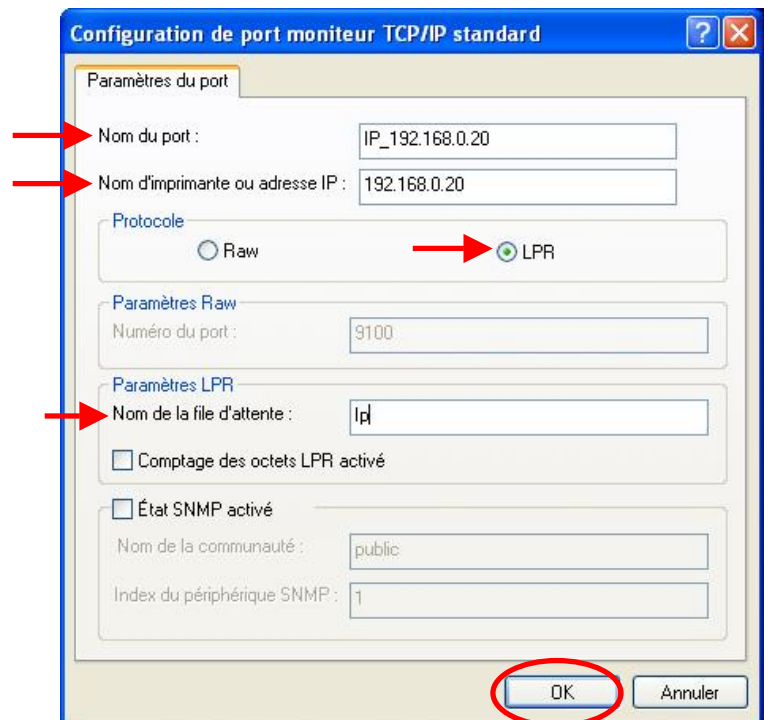 Configuration de port moniteur TCP/IP standard
Paramètres du port
Nom du port : IP_192.168.0.20
Nom d'imprimante ou adresse IP : 192.168.0.20
Protocole
Raw LPR
Paramètres Raw
Numéro du port : 9100
Paramètres LPR
Nom de la file d'attente : lp
Comptage des octets LPR activé
État SNMP activé
Nom de la communauté : public
Index du périphérique SNMP : 1
OK Annuler